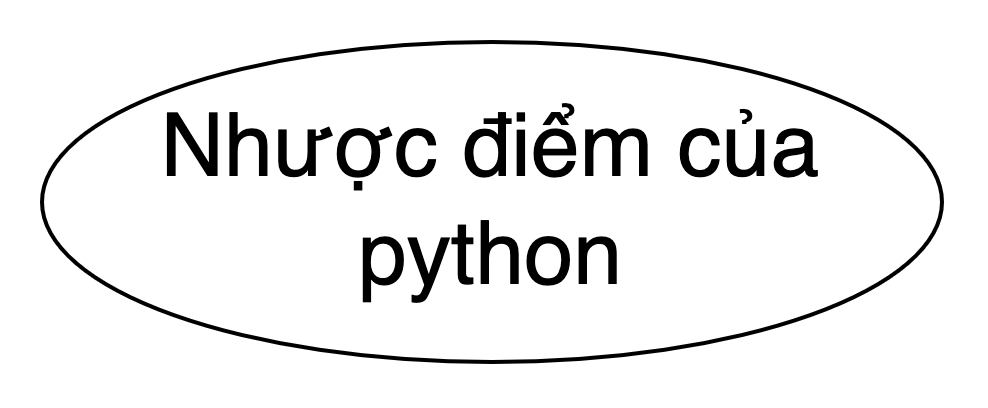 Nhược điểm của
python